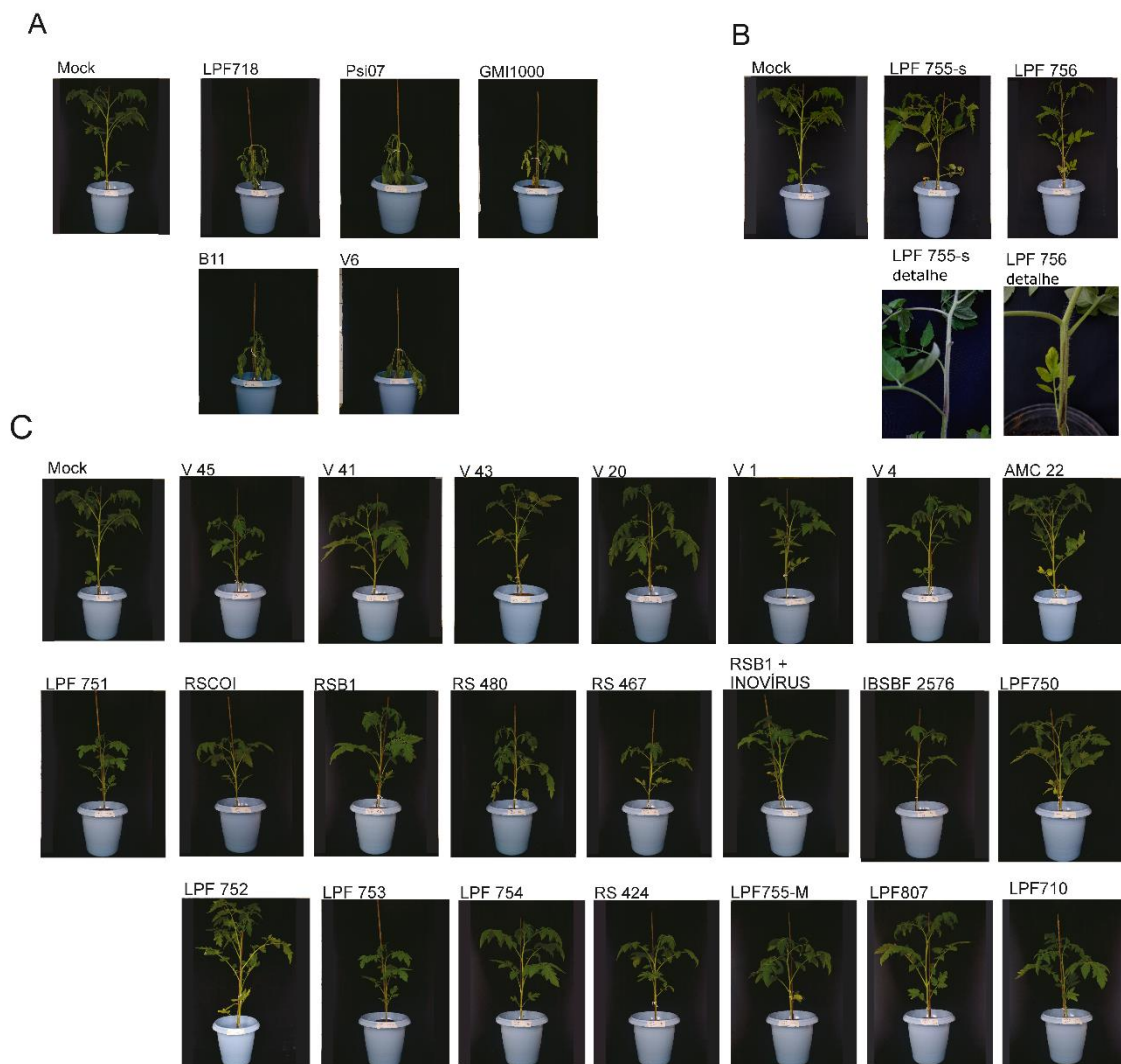 A
Mock
LPF718
Psi07
GMI1000
B11
V6
B
Mock
LPF 755-s
LPF 756
LPF 755-s
detalhe
LPF 756
detalhe
C
Mock
V 45
V 41
V 43
V 20
V 1
V 4
AMC 22
LPF 751
RSCOI
RSB1
RS 480
RS 467
RSB1 +
INOVÍRUS
IBSBF 2576
LPF750
LPF 752
LPF 753
LPF 754
RS 424
LPF755-M
LPF807
LPF710